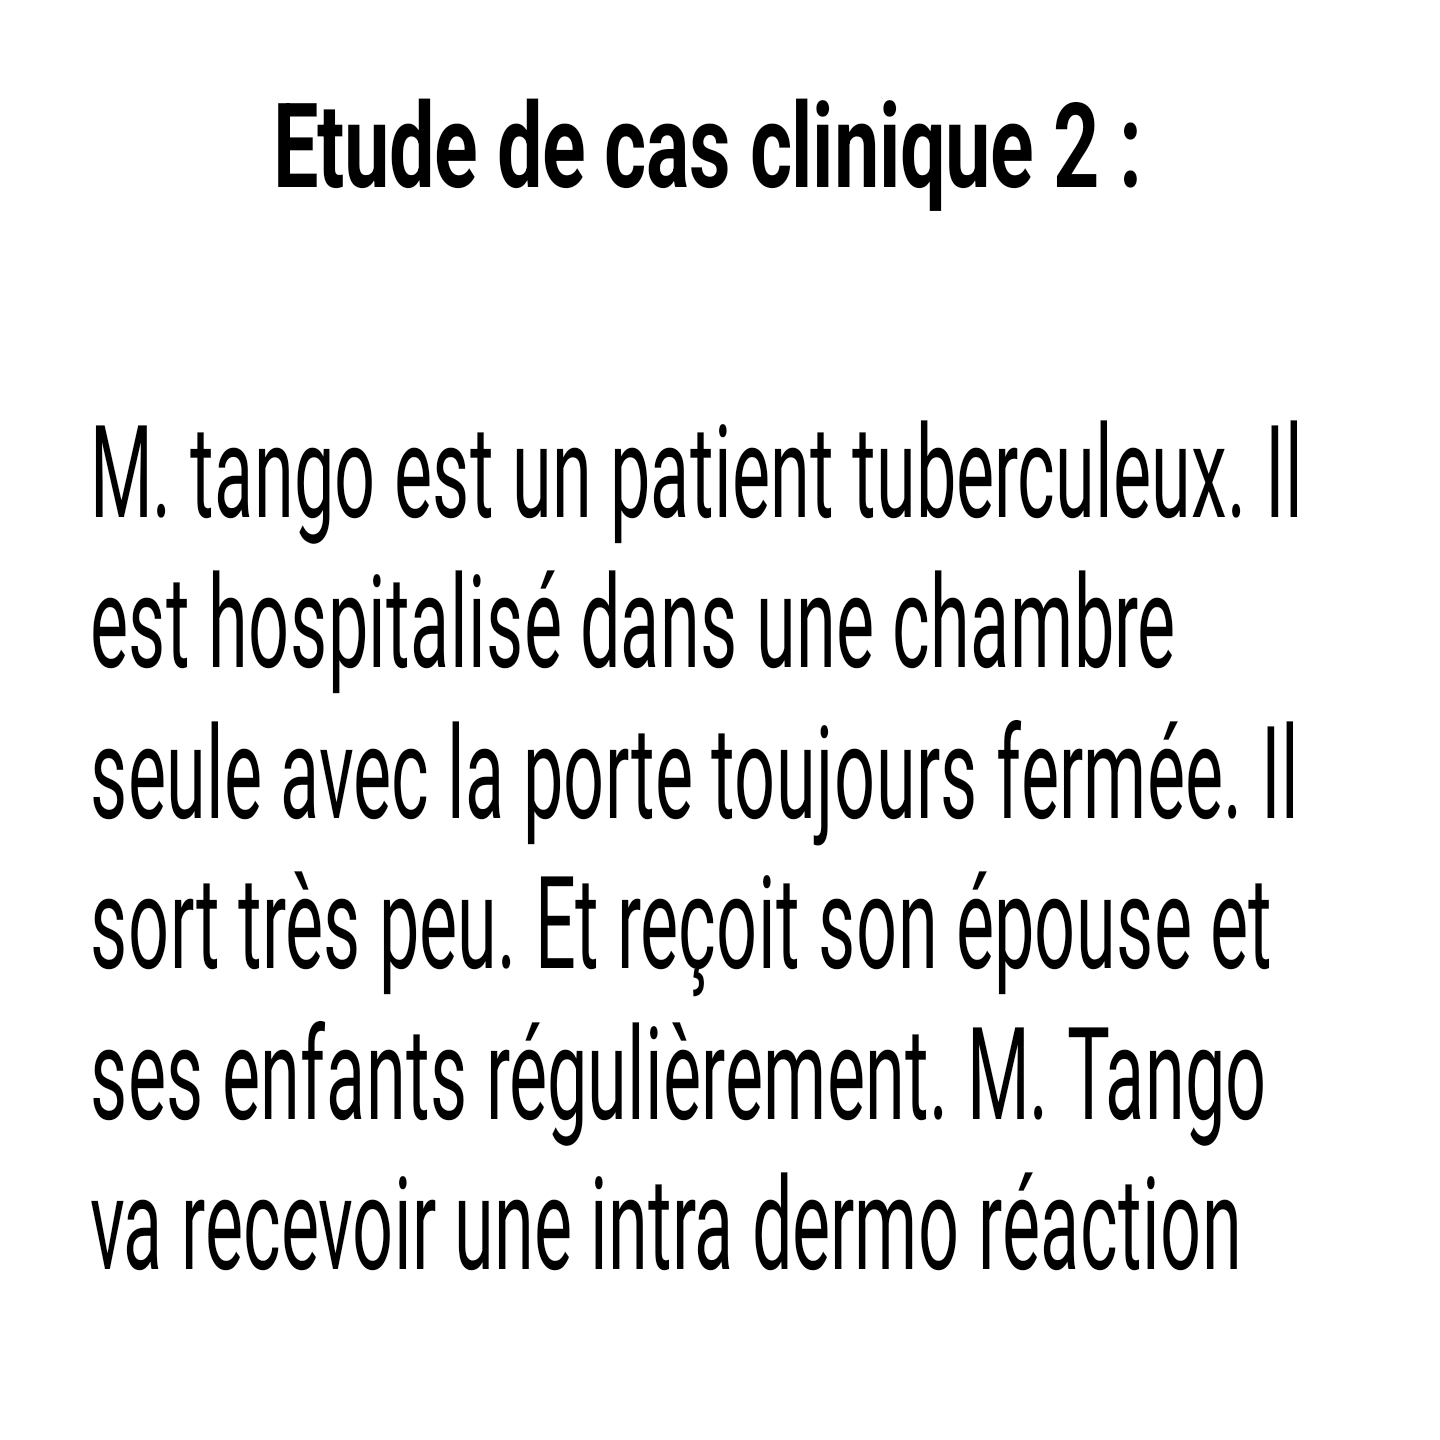 Etude de cas clinique 2 :
M. tango est un patient tuberculeux. Il
est hospitalisé dans une chambre
seule avec la porte toujours fermée. Il
sort très peu. Et reçoit son épouse et
ses enfants régulièrement. M. Tango
va recevoir une intra dermo réaction